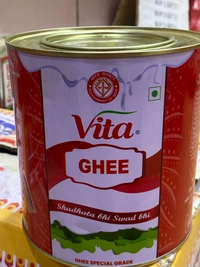 Vita®
GHEE
Shudhata bhi Swad bhi
GHEE SPECIAL GRADE